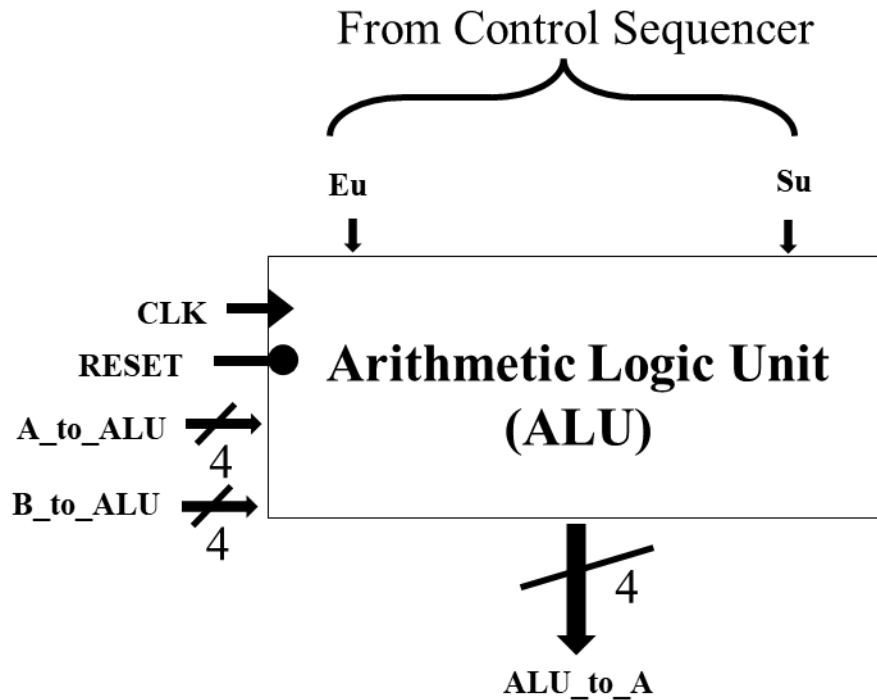 From Control Sequencer
Eu
Su
CLK
RESET
Arithmetic Logic Unit
(ALU)
A_to_ALU
4
B_to_ALU
4
4
ALU_to_A